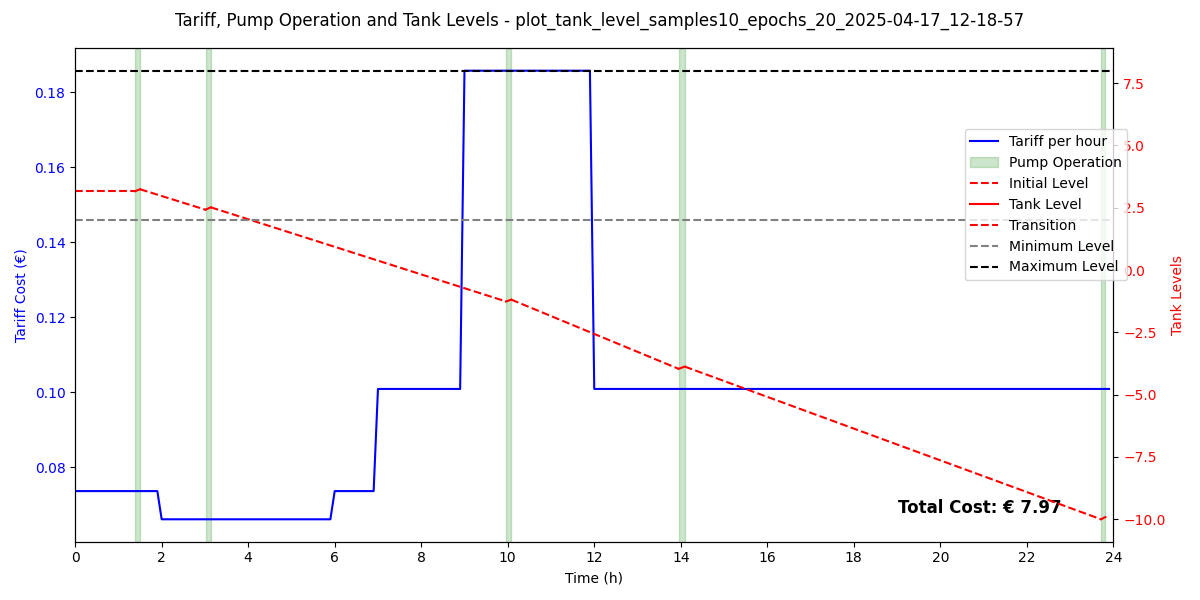 Tariff, Pump Operation and Tank Levels - plot_tank_level_samples10_epochs_20_2025-04-17_12-18-57
Tariff Cost (€)
0.18
0.16
0.14
0.12
0.10
0.08
7.5
5.0
2.5
0.0
−2.5
−5.0
−7.5
−10.0
Tank Levels
Tariff per hour
Pump Operation
Initial Level
Tank Level
Transition
Minimum Level
Maximum Level
Total Cost: € 7.97
0 2 4 6 8 10 12 14 16 18 20 22 24
Time (h)